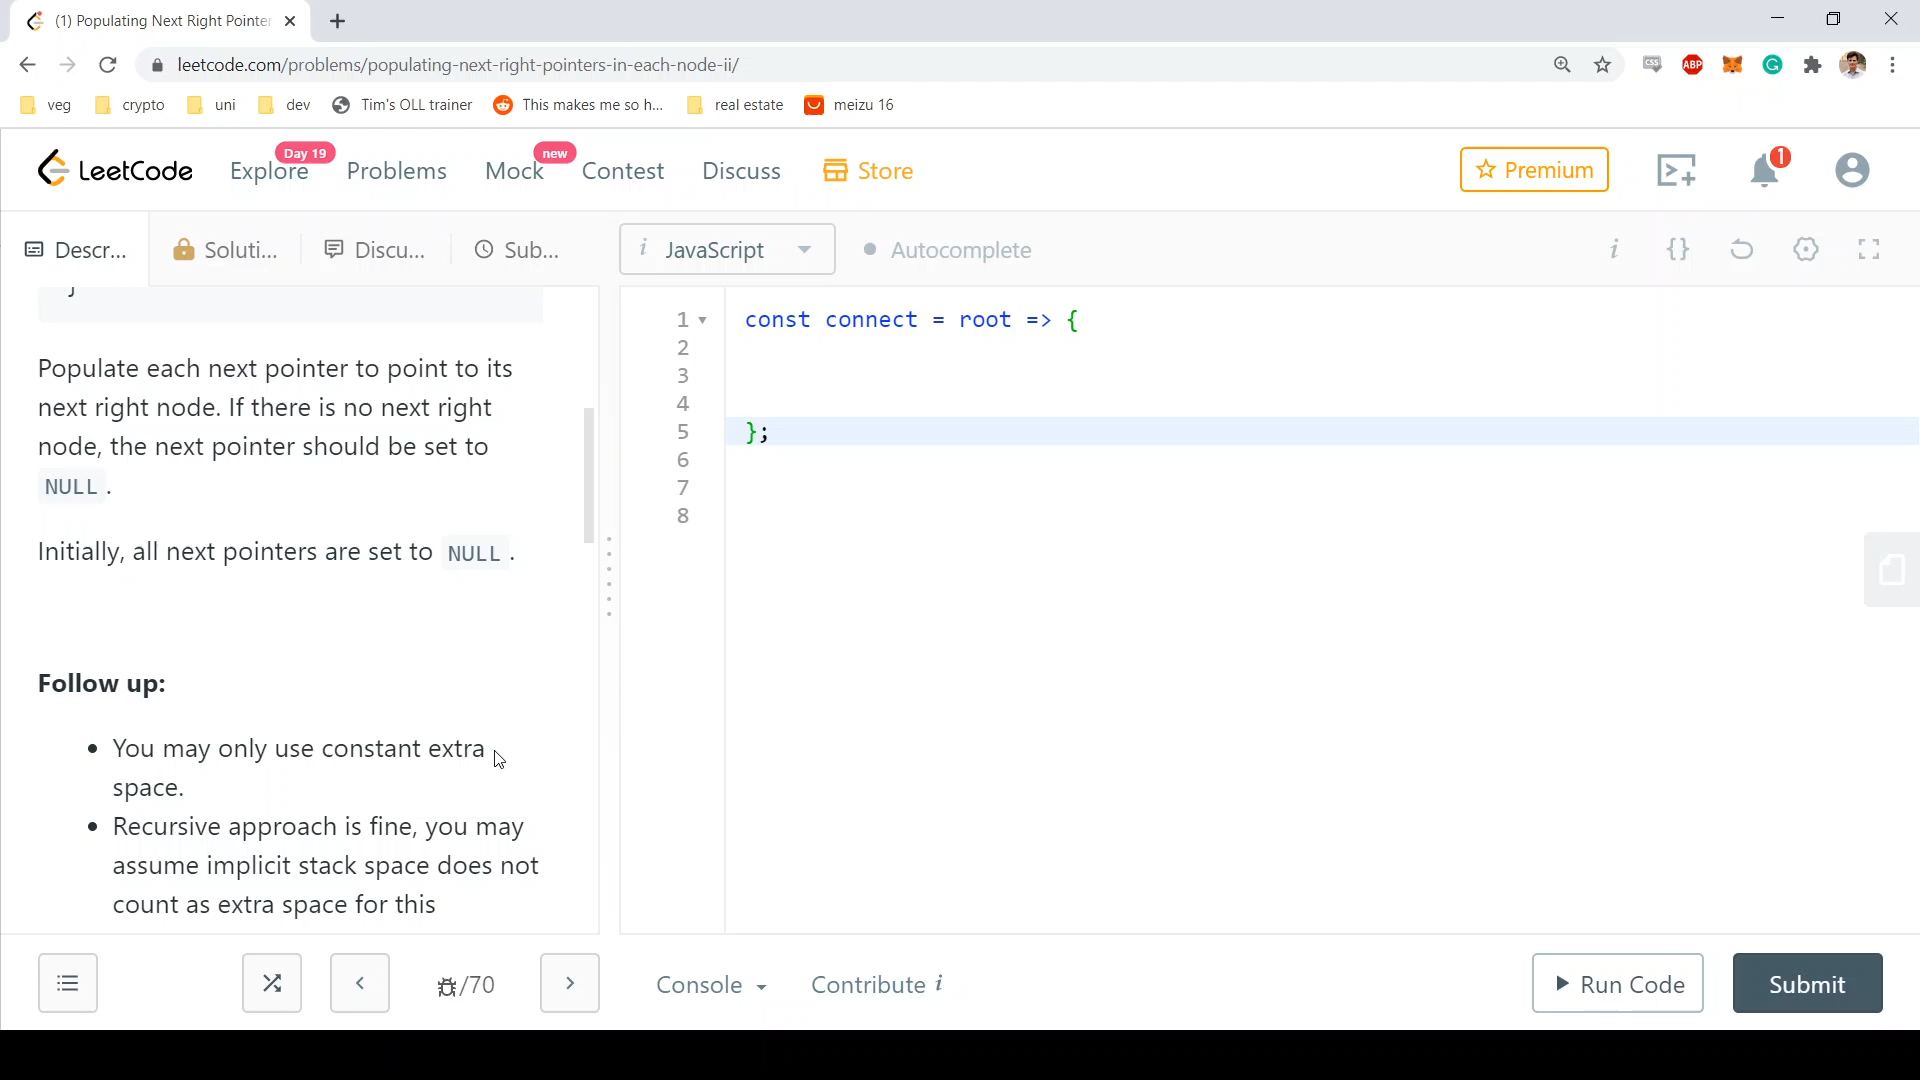 (1) Populating Next Right Pointer
leetcode.com/problems/populating-next-right-pointers-in-each-node-ii/
CSS
ABP
veg
crypto
uni
dev
Tim's OLL trainer
This makes me so h...
real estate
meizu 16
LeetCode
Explore
Day 19
Problems
Mock
new
Contest
Discuss
Store
Premium
1
Descr...
Soluti...
Discu...
Sub...
i
JavaScript
Autocomplete
i
{}
}
Populate each next pointer to point to its
next right node. If there is no next right
node, the next pointer should be set to
NULL .
Initially, all next pointers are set to NULL .
Follow up:
• You may only use constant extra
space.
• Recursive approach is fine, you may
assume implicit stack space does not
count as extra space for this
1 const connect = root => {
2
3
4
5 };
6
7
8
/70
Console
Contribute i
Run Code
Submit